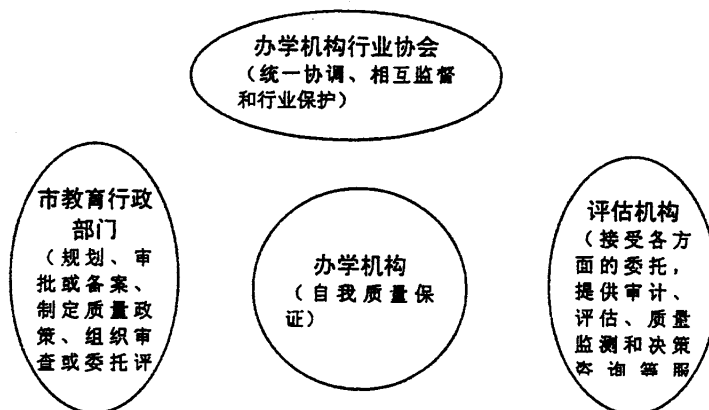 办学机构行业协会
（统一协调、相互监督
和行业保护）
市教育行政
部门
（规划、审
批或备案、
制定质量政
策、组织审
查或委托评
办学机构
（自我质量保
证）
评估机构
（接受各方
面的委托，
提供审计、
评估、质量
监测和决策
咨询等服